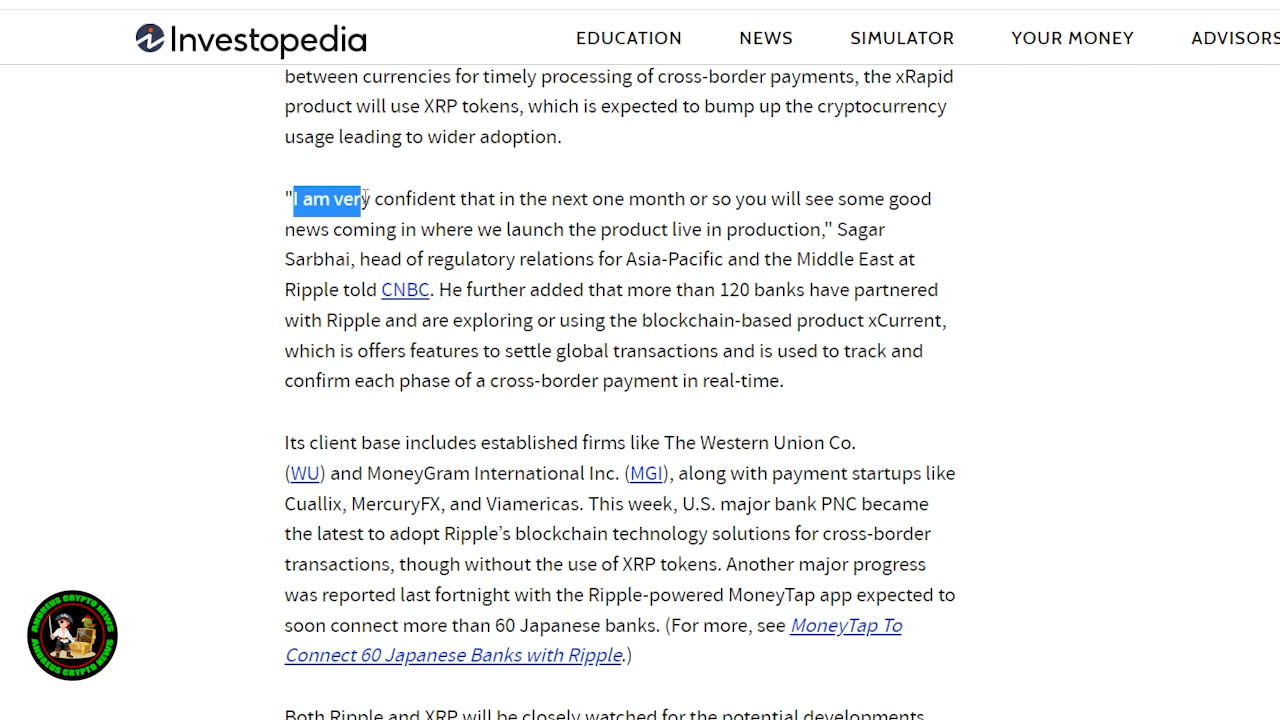 Investopedia
EDUCATION NEWS SIMULATOR YOUR MONEY ADVISORS
between currencies for timely processing of cross-border payments, the xRapid
product will use XRP tokens, which is expected to bump up the cryptocurrency
usage leading to wider adoption.
"I am very confident that in the next one month or so you will see some good
news coming in where we launch the product live in production," Sagar
Sarbhai, head of regulatory relations for Asia-Pacific and the Middle East at
Ripple told CNBC. He further added that more than 120 banks have partnered
with Ripple and are exploring or using the blockchain-based product xCurrent,
which is offers features to settle global transactions and is used to track and
confirm each phase of a cross-border payment in real-time.
Its client base includes established firms like The Western Union Co.
(WU) and MoneyGram International Inc. (MGI), along with payment startups like
Cuallix, MercuryFX, and Viamericas. This week, U.S. major bank PNC became
the latest to adopt Ripple’s blockchain technology solutions for cross-border
transactions, though without the use of XRP tokens. Another major progress
was reported last fortnight with the Ripple-powered MoneyTap app expected to
soon connect more than 60 Japanese banks. (For more, see MoneyTap To
Connect 60 Japanese Banks with Ripple.)
Both Ripple and XRP will be closely watched for the potential developments
ANDREUS CRYPTO NEWS
ANDREUS CRYPTO NEWS